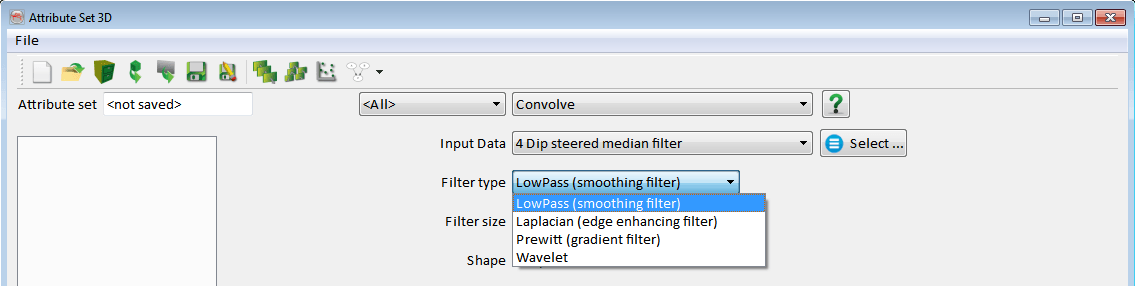 Attribute Set 3D
File
Attribute set <not saved> <All> Convolve ?
Input Data 4 Dip steered median filter Select ...
Filter type LowPass (smoothing filter)
LowPass (smoothing filter)
Filter size Laplacian (edge enhancing filter)
Prewitt (gradient filter)
Wavelet
Shape